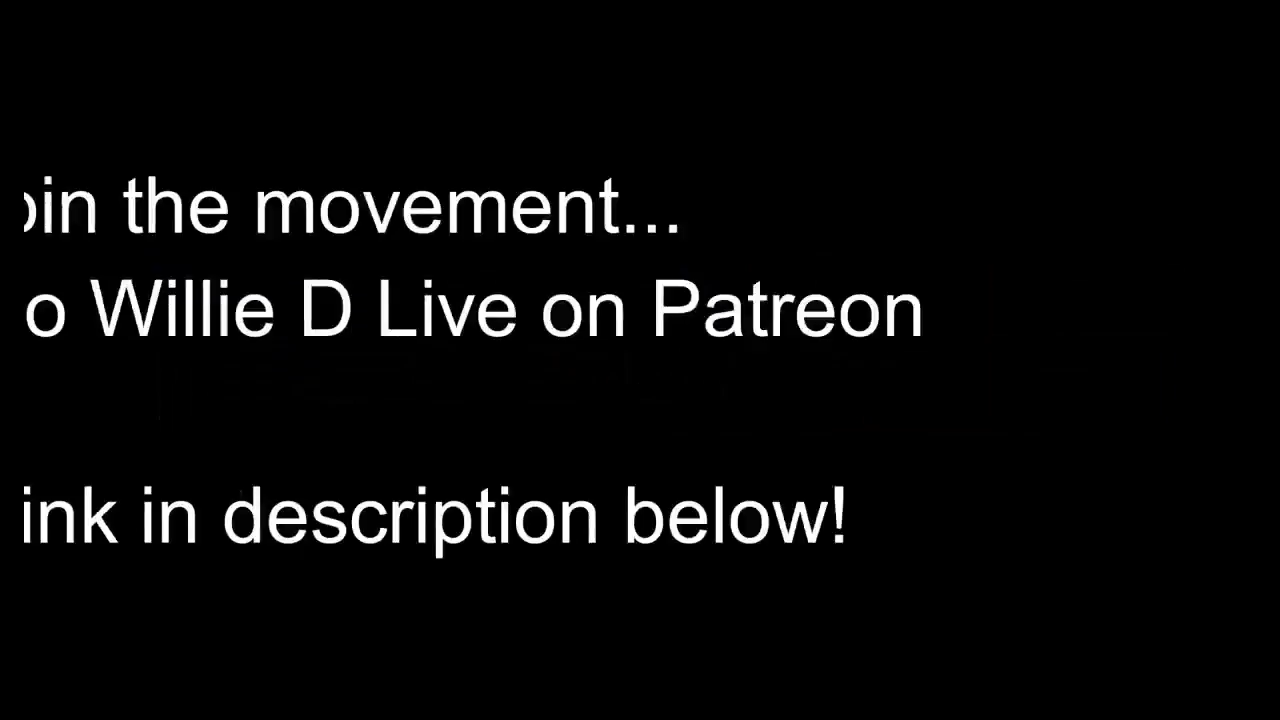 oin the movement...
o Willie D Live on Patreon
ink in description below!